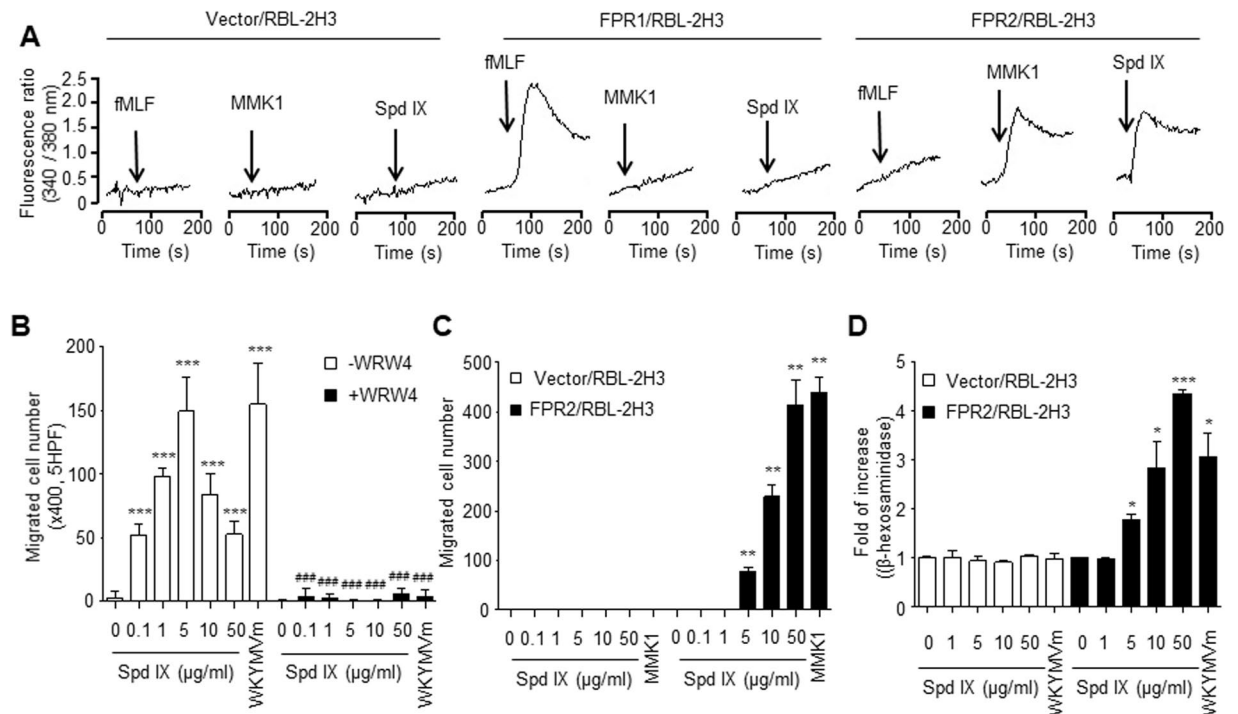 Vector/RBL-2H3 FPR1/RBL-2H3 FPR2/RBL-2H3
A
fMLF MMK1 Spd IX fMLF MMK1 Spd IX fMLF MMK1 Spd IX
Fluorescence ratio
(340 / 380 nm)
2.5
2.0
1.5
1.0
0.5
0
0 100 200 0 100 200 0 100 200 0 100 200 0 100 200 0 100 200 0 100 200 0 100 200 0 100 200
Time (s) Time (s) Time (s) Time (s) Time (s) Time (s) Time (s) Time (s) Time (s)
B
Migrated cell number
(x400, 5HPF)
200
150
100
50
0
-WRW4
+WRW4
*** *** *** *** *** ***
### ### ### ### ### ###
0 0.1 1 5 10 50 WKYMVm 0 0.1 1 5 10 50 WKYMVm
Spd IX (µg/ml) Spd IX (µg/ml)
C
Migrated cell number
500
400
300
200
100
0
Vector/RBL-2H3
FPR2/RBL-2H3
** ** ** **
0 0.1 1 5 10 50 MMK1 0 0.1 1 5 10 50 MMK1
Spd IX (µg/ml) Spd IX (µg/ml)
D
Fold of increase
((β-hexosaminidase)
5
4
3
2
1
0
Vector/RBL-2H3
FPR2/RBL-2H3
* * *** *
0 1 5 10 50 WKYMVm 0 1 5 10 50 WKYMVm
Spd IX (µg/ml) Spd IX (µg/ml)